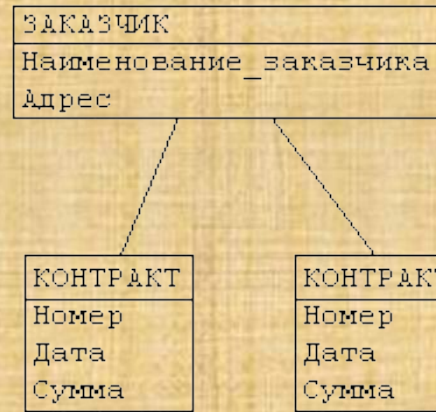 ЗАКАЗЧИК
Наименование_заказчика
Адрес
КОНТРАКТ КОНТРАКТ
Номер Номер
Дата Дата
Сумма Сумма